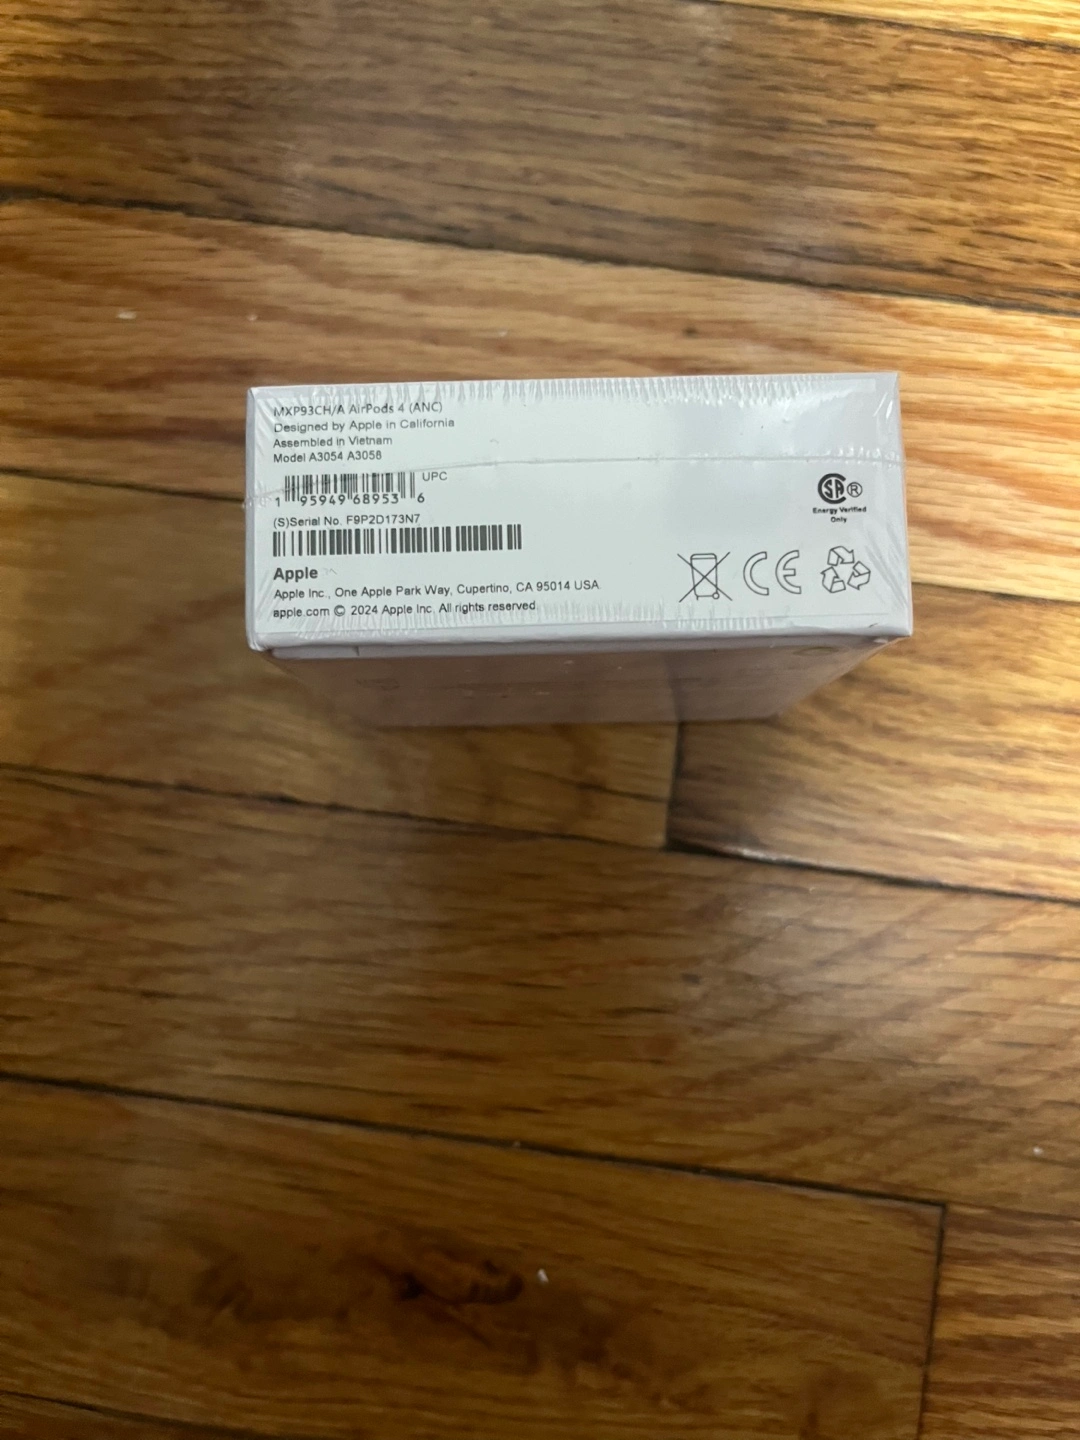 MXP93CH/A AirPods 4 (ANC)
Designed by Apple in California
Assembled in Vietnam
Model A3054 A3058
UPC
1 95949 68953 6
(S)Serial No. F9P2D173N7
Apple
Apple Inc., One Apple Park Way, Cupertino, CA 95014 USA
apple.com © 2024 Apple Inc. All rights reserved.
SA ®
Energy Verified
Only
CE